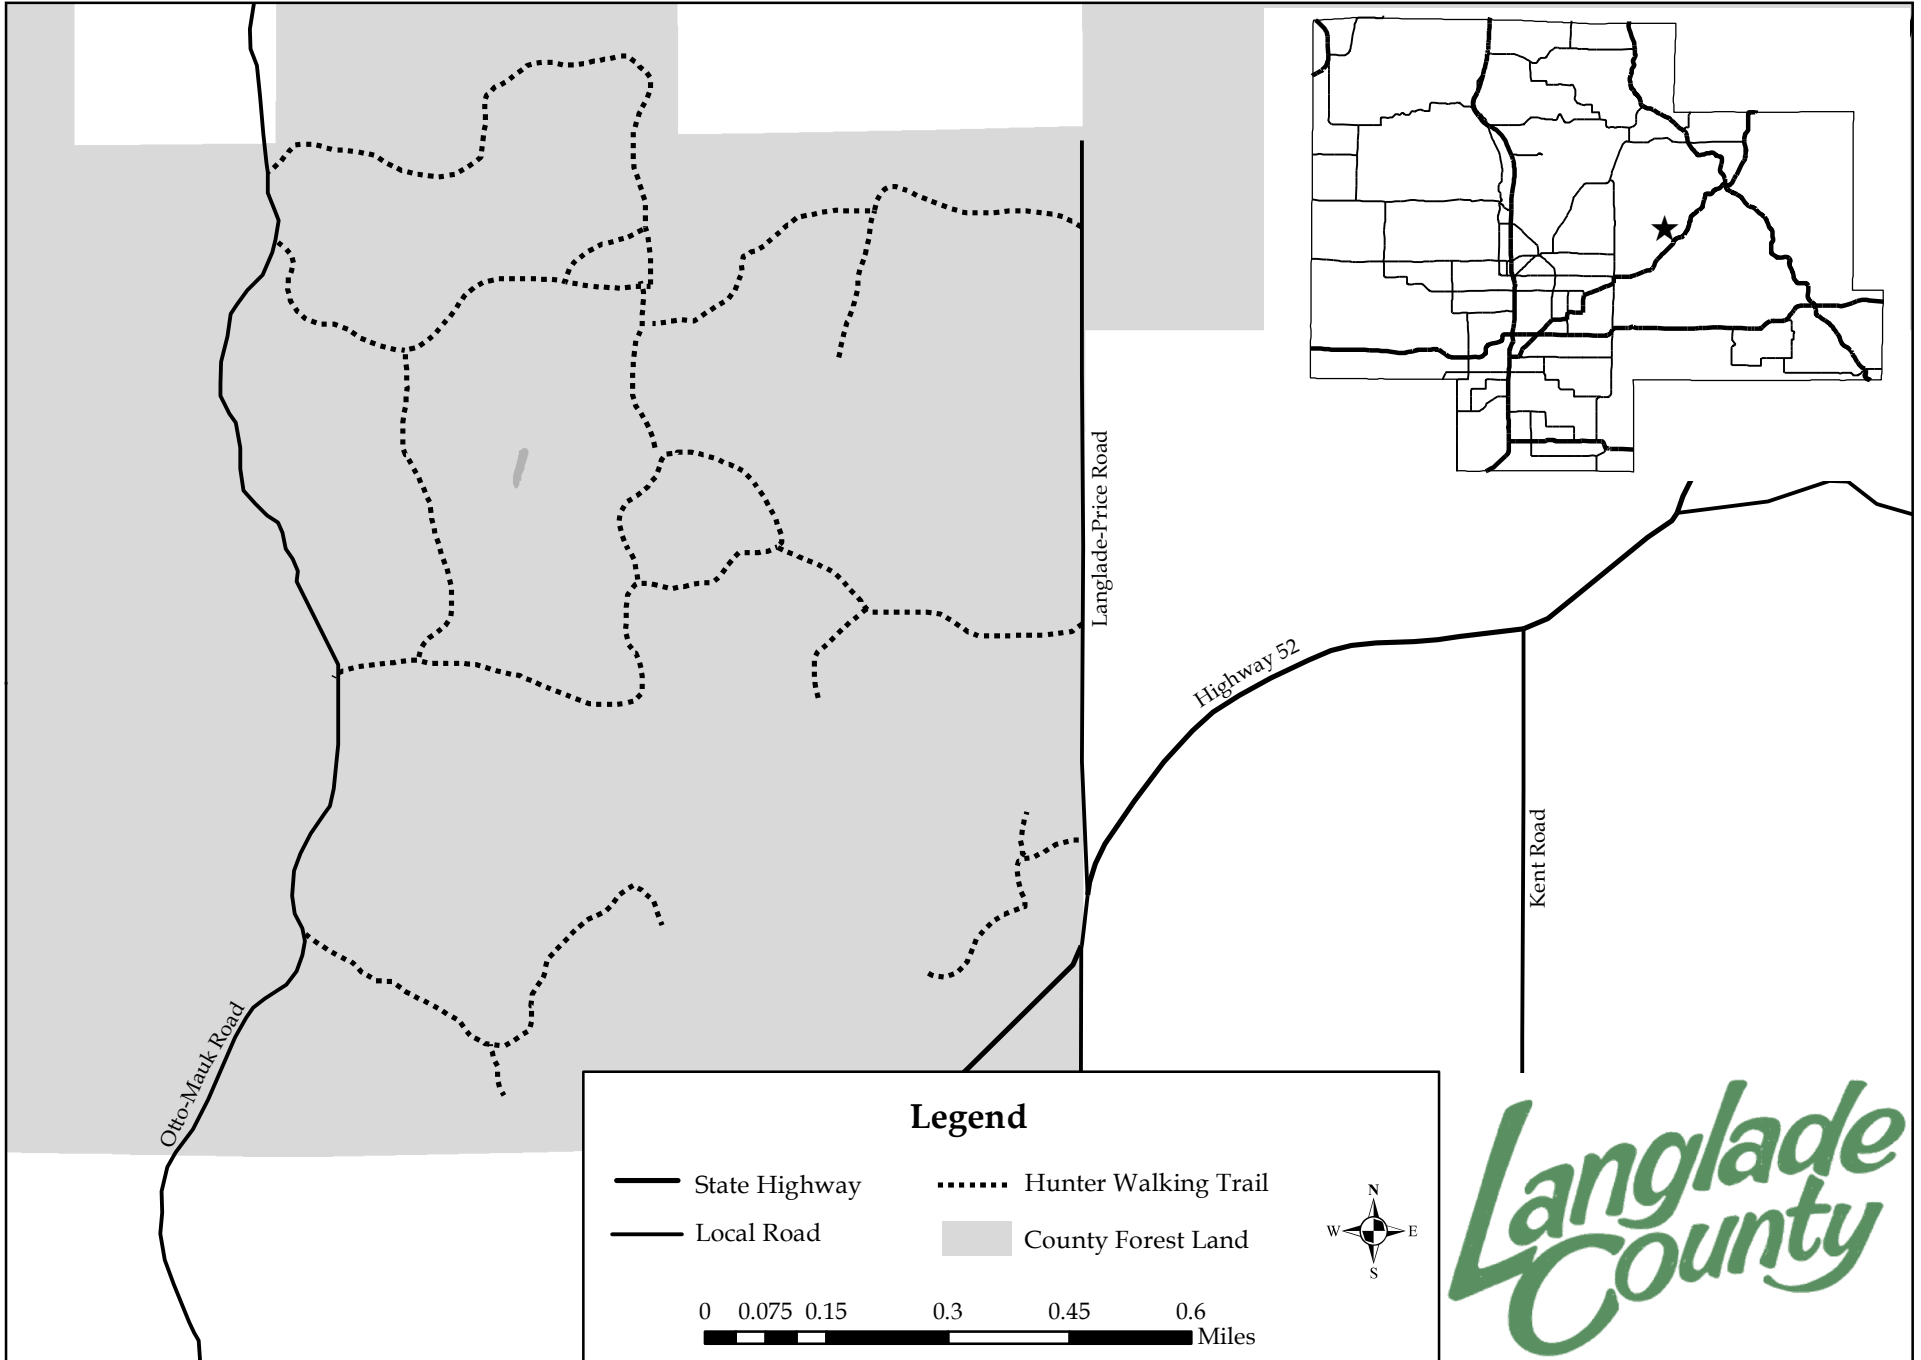 Langlade-Price Road
Highway 52
Kent Road
Otto-Mauk Road
Legend
State Highway
Hunter Walking Trail
Local Road
County Forest Land
N
W E
S
0 0.075 0.15 0.3 0.45 0.6
Miles
Langlade
County